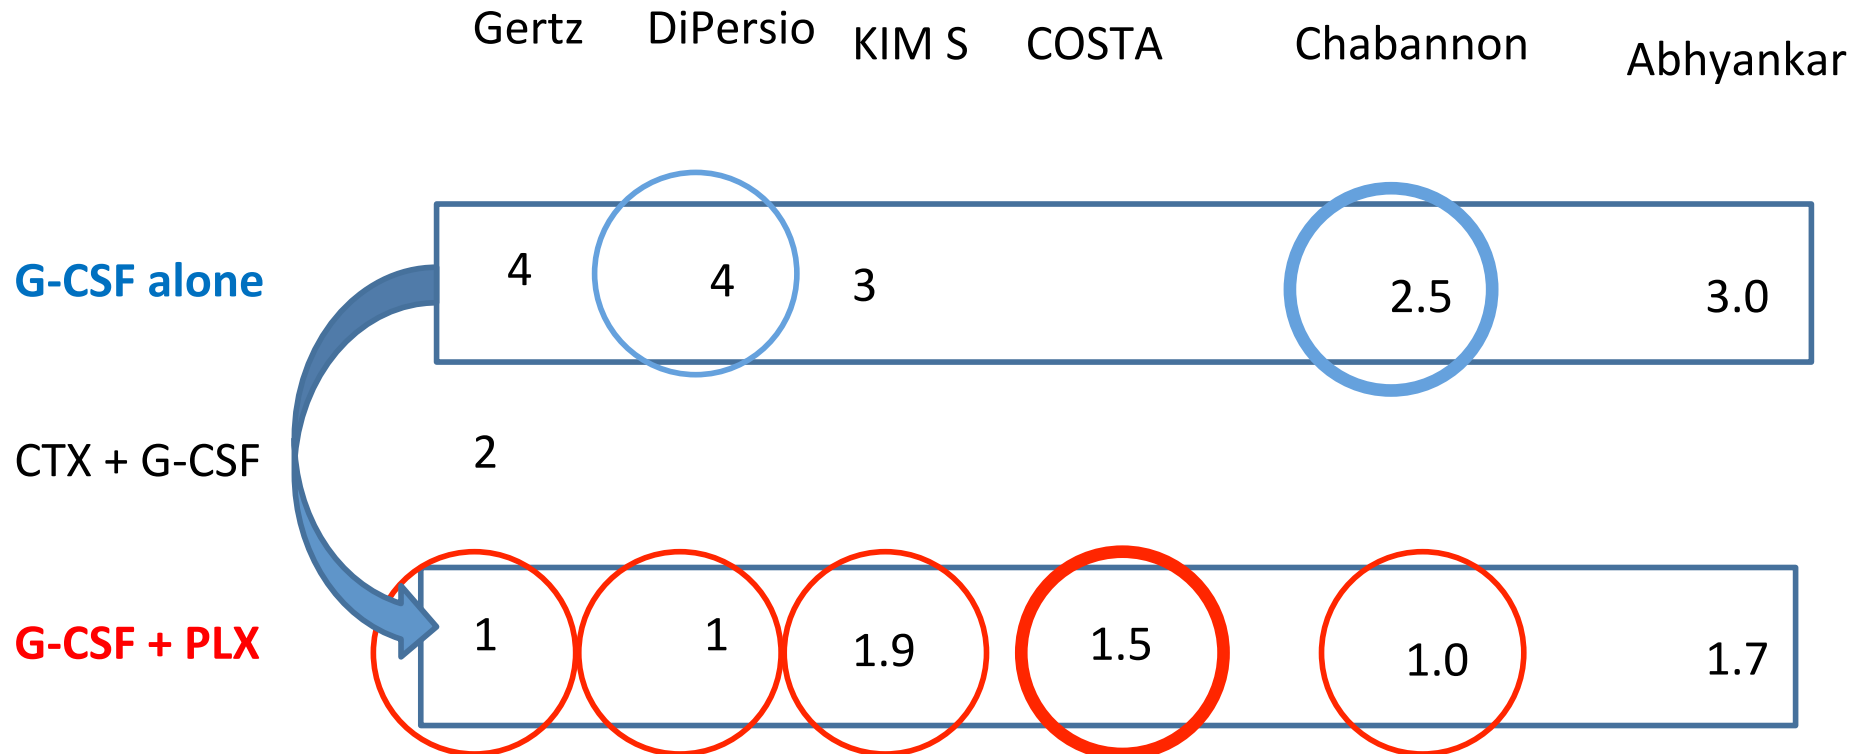 Gertz DiPersio KIM S COSTA Chabannon Abhyankar
G-CSF alone 4 4 3 2.5 3.0
CTX + G-CSF 2
G-CSF + PLX 1 1 1.9 1.5 1.0 1.7